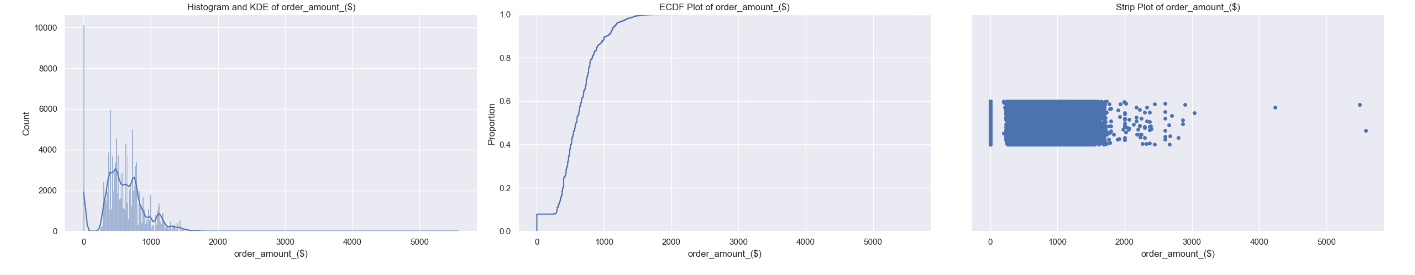 Histogram and KDE of order_amount_($)
10000
8000
6000
4000
2000
0
Count
0 1000 2000 3000 4000 5000
order_amount_($)
ECDF Plot of order_amount_($)
1.0
0.8
0.6
0.4
0.2
0.0
Proportion
0 1000 2000 3000 4000 5000
order_amount_($)
Strip Plot of order_amount_($)
0 1000 2000 3000 4000 5000
order_amount_($)